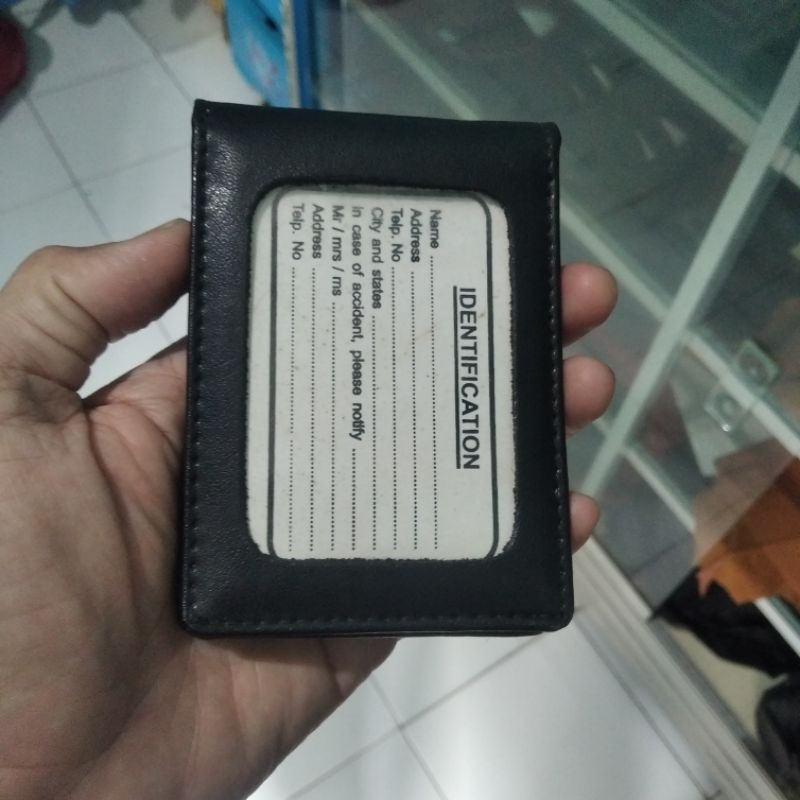 IDENTIFICATION
Name ........................................
Address ........................................
Telp. No ........................................
City and states ........................................
in case of accident, please notify ....................
Mr / mrs / ms ........................................
Address ........................................
Telp. No ........................................